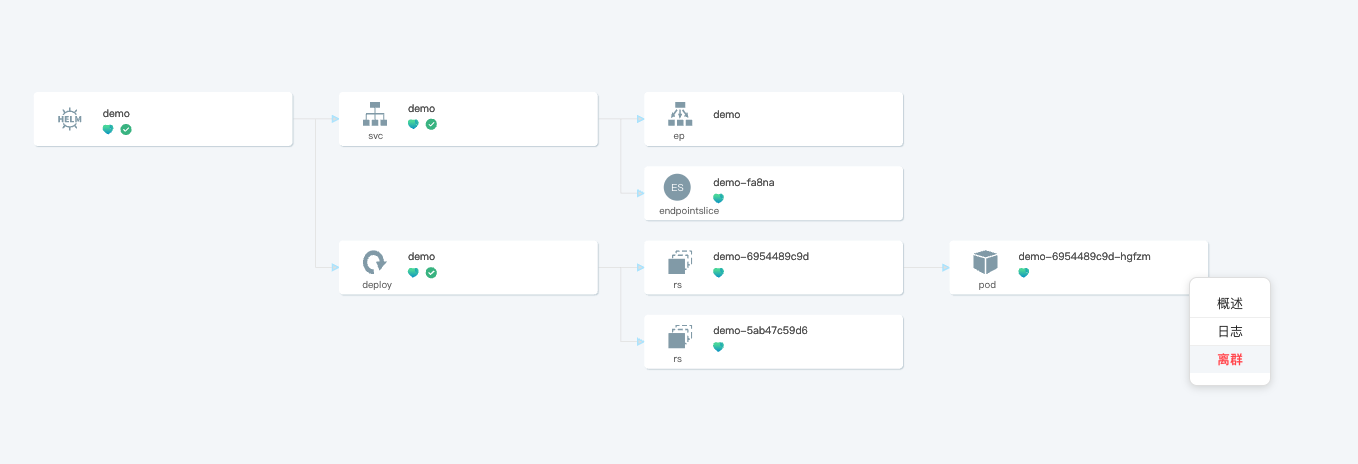 HELM
demo
demo
svc
demo
ep
ES
demo-fa8na
endpointslice
demo
deploy
demo-6954489c9d
rs
demo-6954489c9d-hgfzm
pod
demo-5ab47c59d6
rs
概述
日志
离群